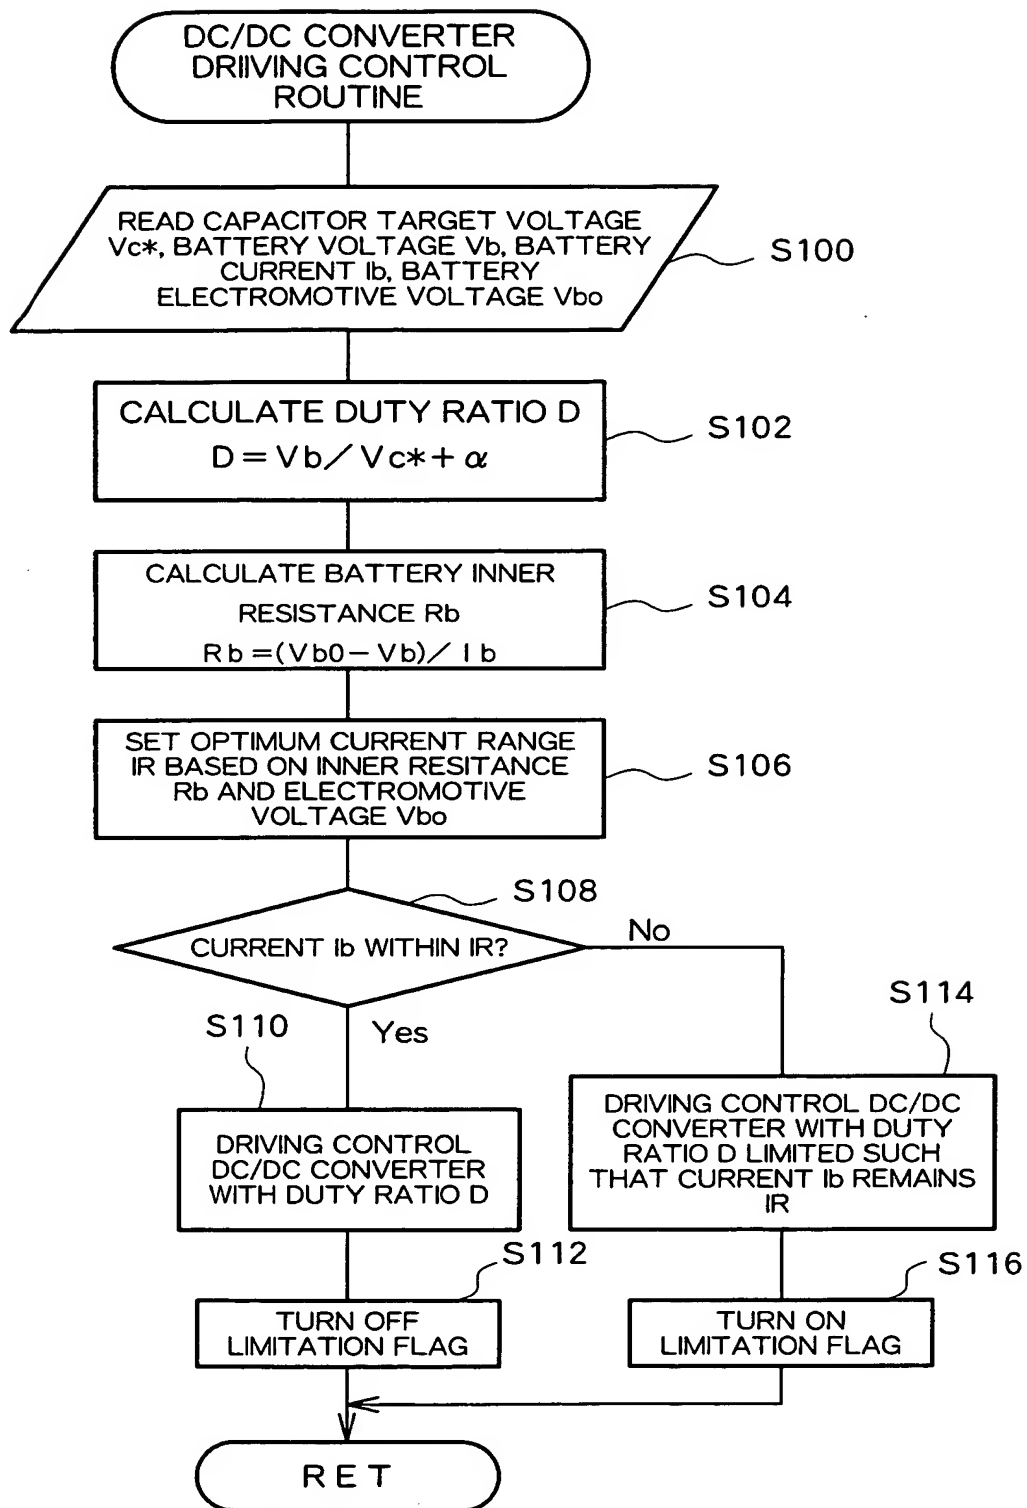 DC/DC CONVERTER
DRIIVING CONTROL
ROUTINE
READ CAPACITOR TARGET VOLTAGE
Vc*, BATTERY VOLTAGE Vb, BATTERY
CURRENT Ib, BATTERY
ELECTROMOTIVE VOLTAGE Vbo
S100
CALCULATE DUTY RATIO D
D = Vb / Vc* + α
S102
CALCULATE BATTERY INNER
RESISTANCE Rb
Rb = (Vb0 - Vb) / Ib
S104
SET OPTIMUM CURRENT RANGE
IR BASED ON INNER RESITANCE
Rb AND ELECTROMOTIVE
VOLTAGE Vbo
S106
S108
CURRENT Ib WITHIN IR?
No
Yes
S110
DRIVING CONTROL
DC/DC CONVERTER
WITH DUTY RATIO D
S114
DRIVING CONTROL DC/DC
CONVERTER WITH DUTY
RATIO D LIMITED SUCH
THAT CURRENT Ib REMAINS
IR
S112
TURN OFF
LIMITATION FLAG
S116
TURN ON
LIMITATION FLAG
RET